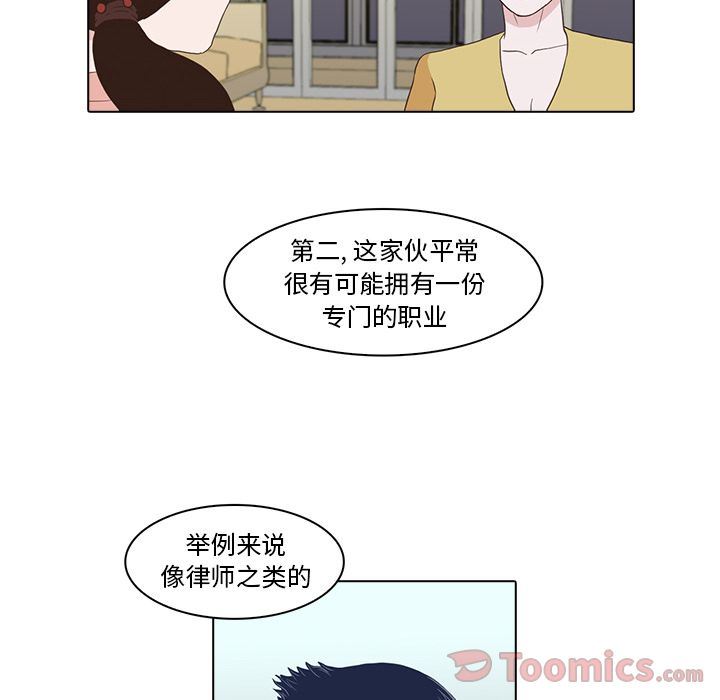 第二, 这家伙平常
很有可能拥有一份
专门的职业
举例来说
像律师之类的
Toomics.com